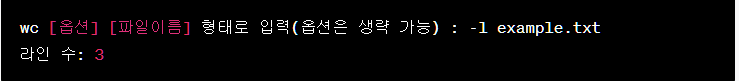 wc [옵션] [파일이름] 형태로 입력(옵션은 생략 가능) : -l example.txt
라인 수: 3